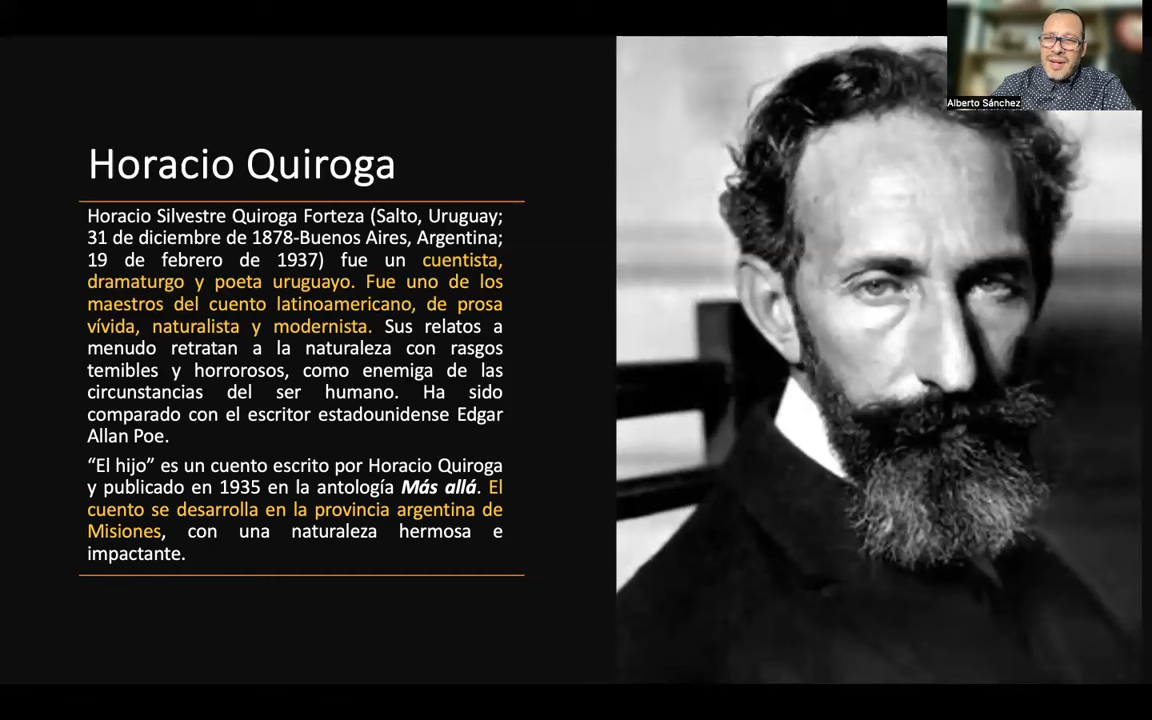 Horacio Quiroga
Horacio Silvestre Quiroga Forteza (Salto, Uruguay;
31 de diciembre de 1878-Buenos Aires, Argentina;
19 de febrero de 1937) fue un cuentista,
dramaturgo y poeta uruguayo. Fue uno de los
maestros del cuento latinoamericano, de prosa
vívida, naturalista y modernista. Sus relatos a
menudo retratan a la naturaleza con rasgos
temibles y horrorosos, como enemiga de las
circunstancias del ser humano. Ha sido
comparado con el escritor estadounidense Edgar
Allan Poe.
“El hijo” es un cuento escrito por Horacio Quiroga
y publicado en 1935 en la antología Más allá. El
cuento se desarrolla en la provincia argentina de
Misiones, con una naturaleza hermosa e
impactante.
Alberto Sánchez